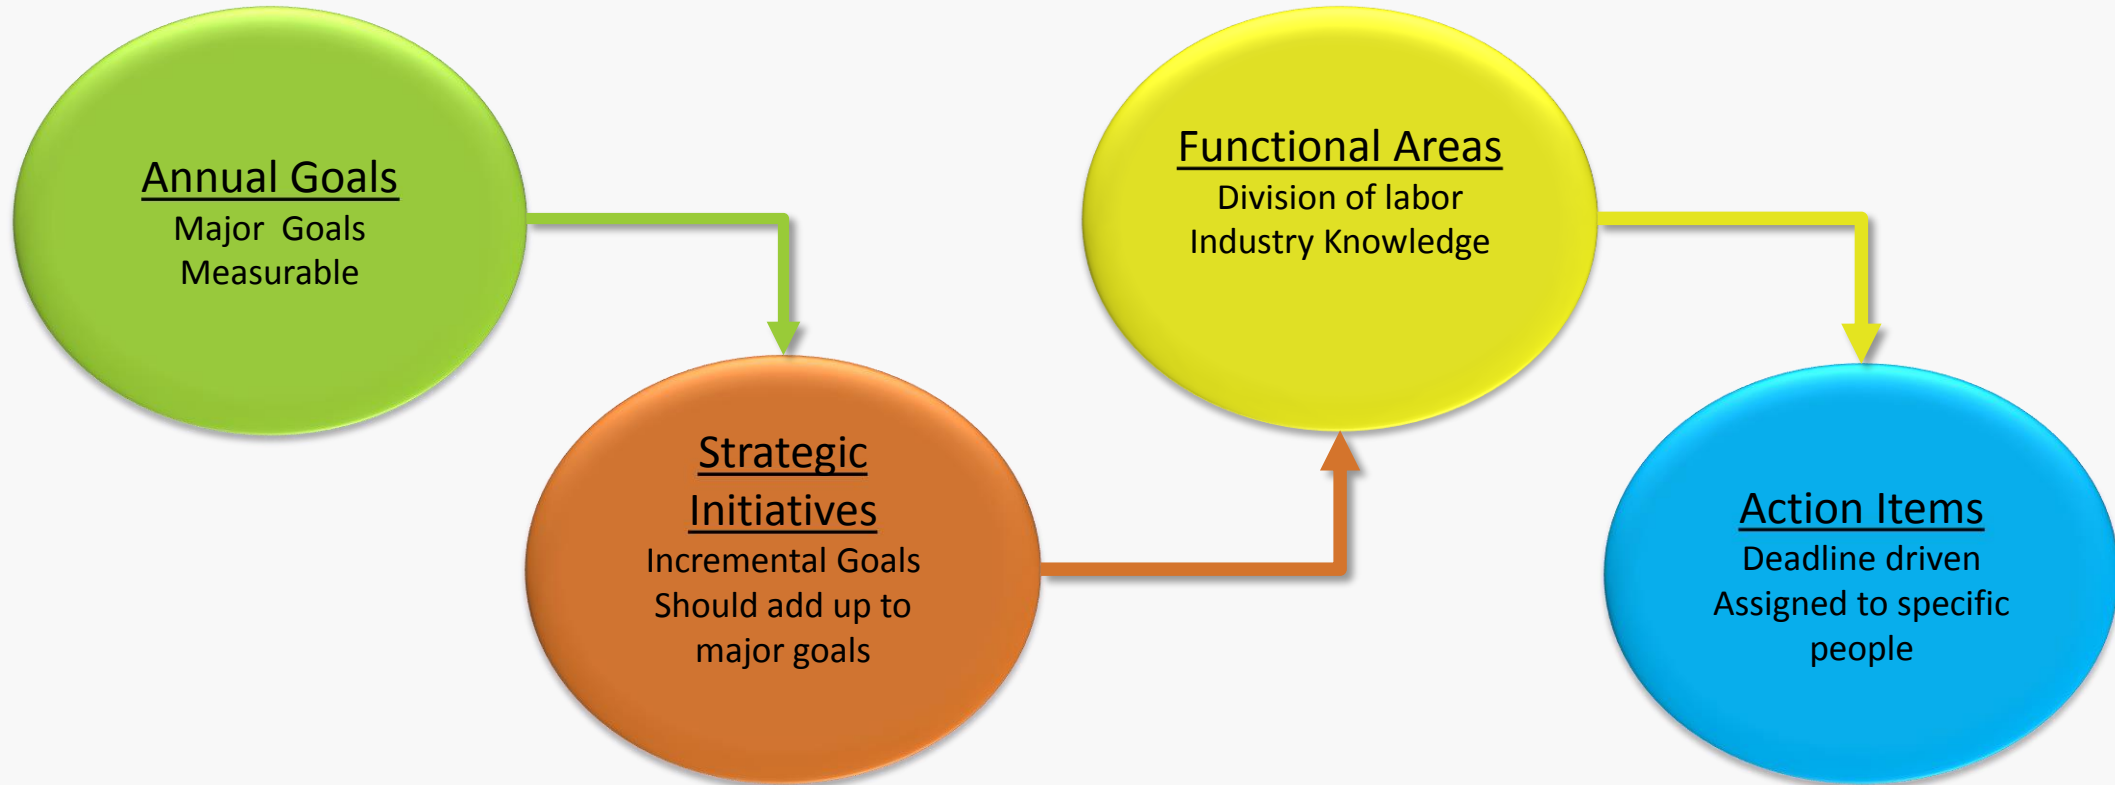 Annual Goals
Major  Goals
Measurable
Strategic
Initiatives
Incremental Goals
Should add up to
major goals
Functional Areas
Division of labor
Industry Knowledge
Action Items
Deadline driven
Assigned to specific
people